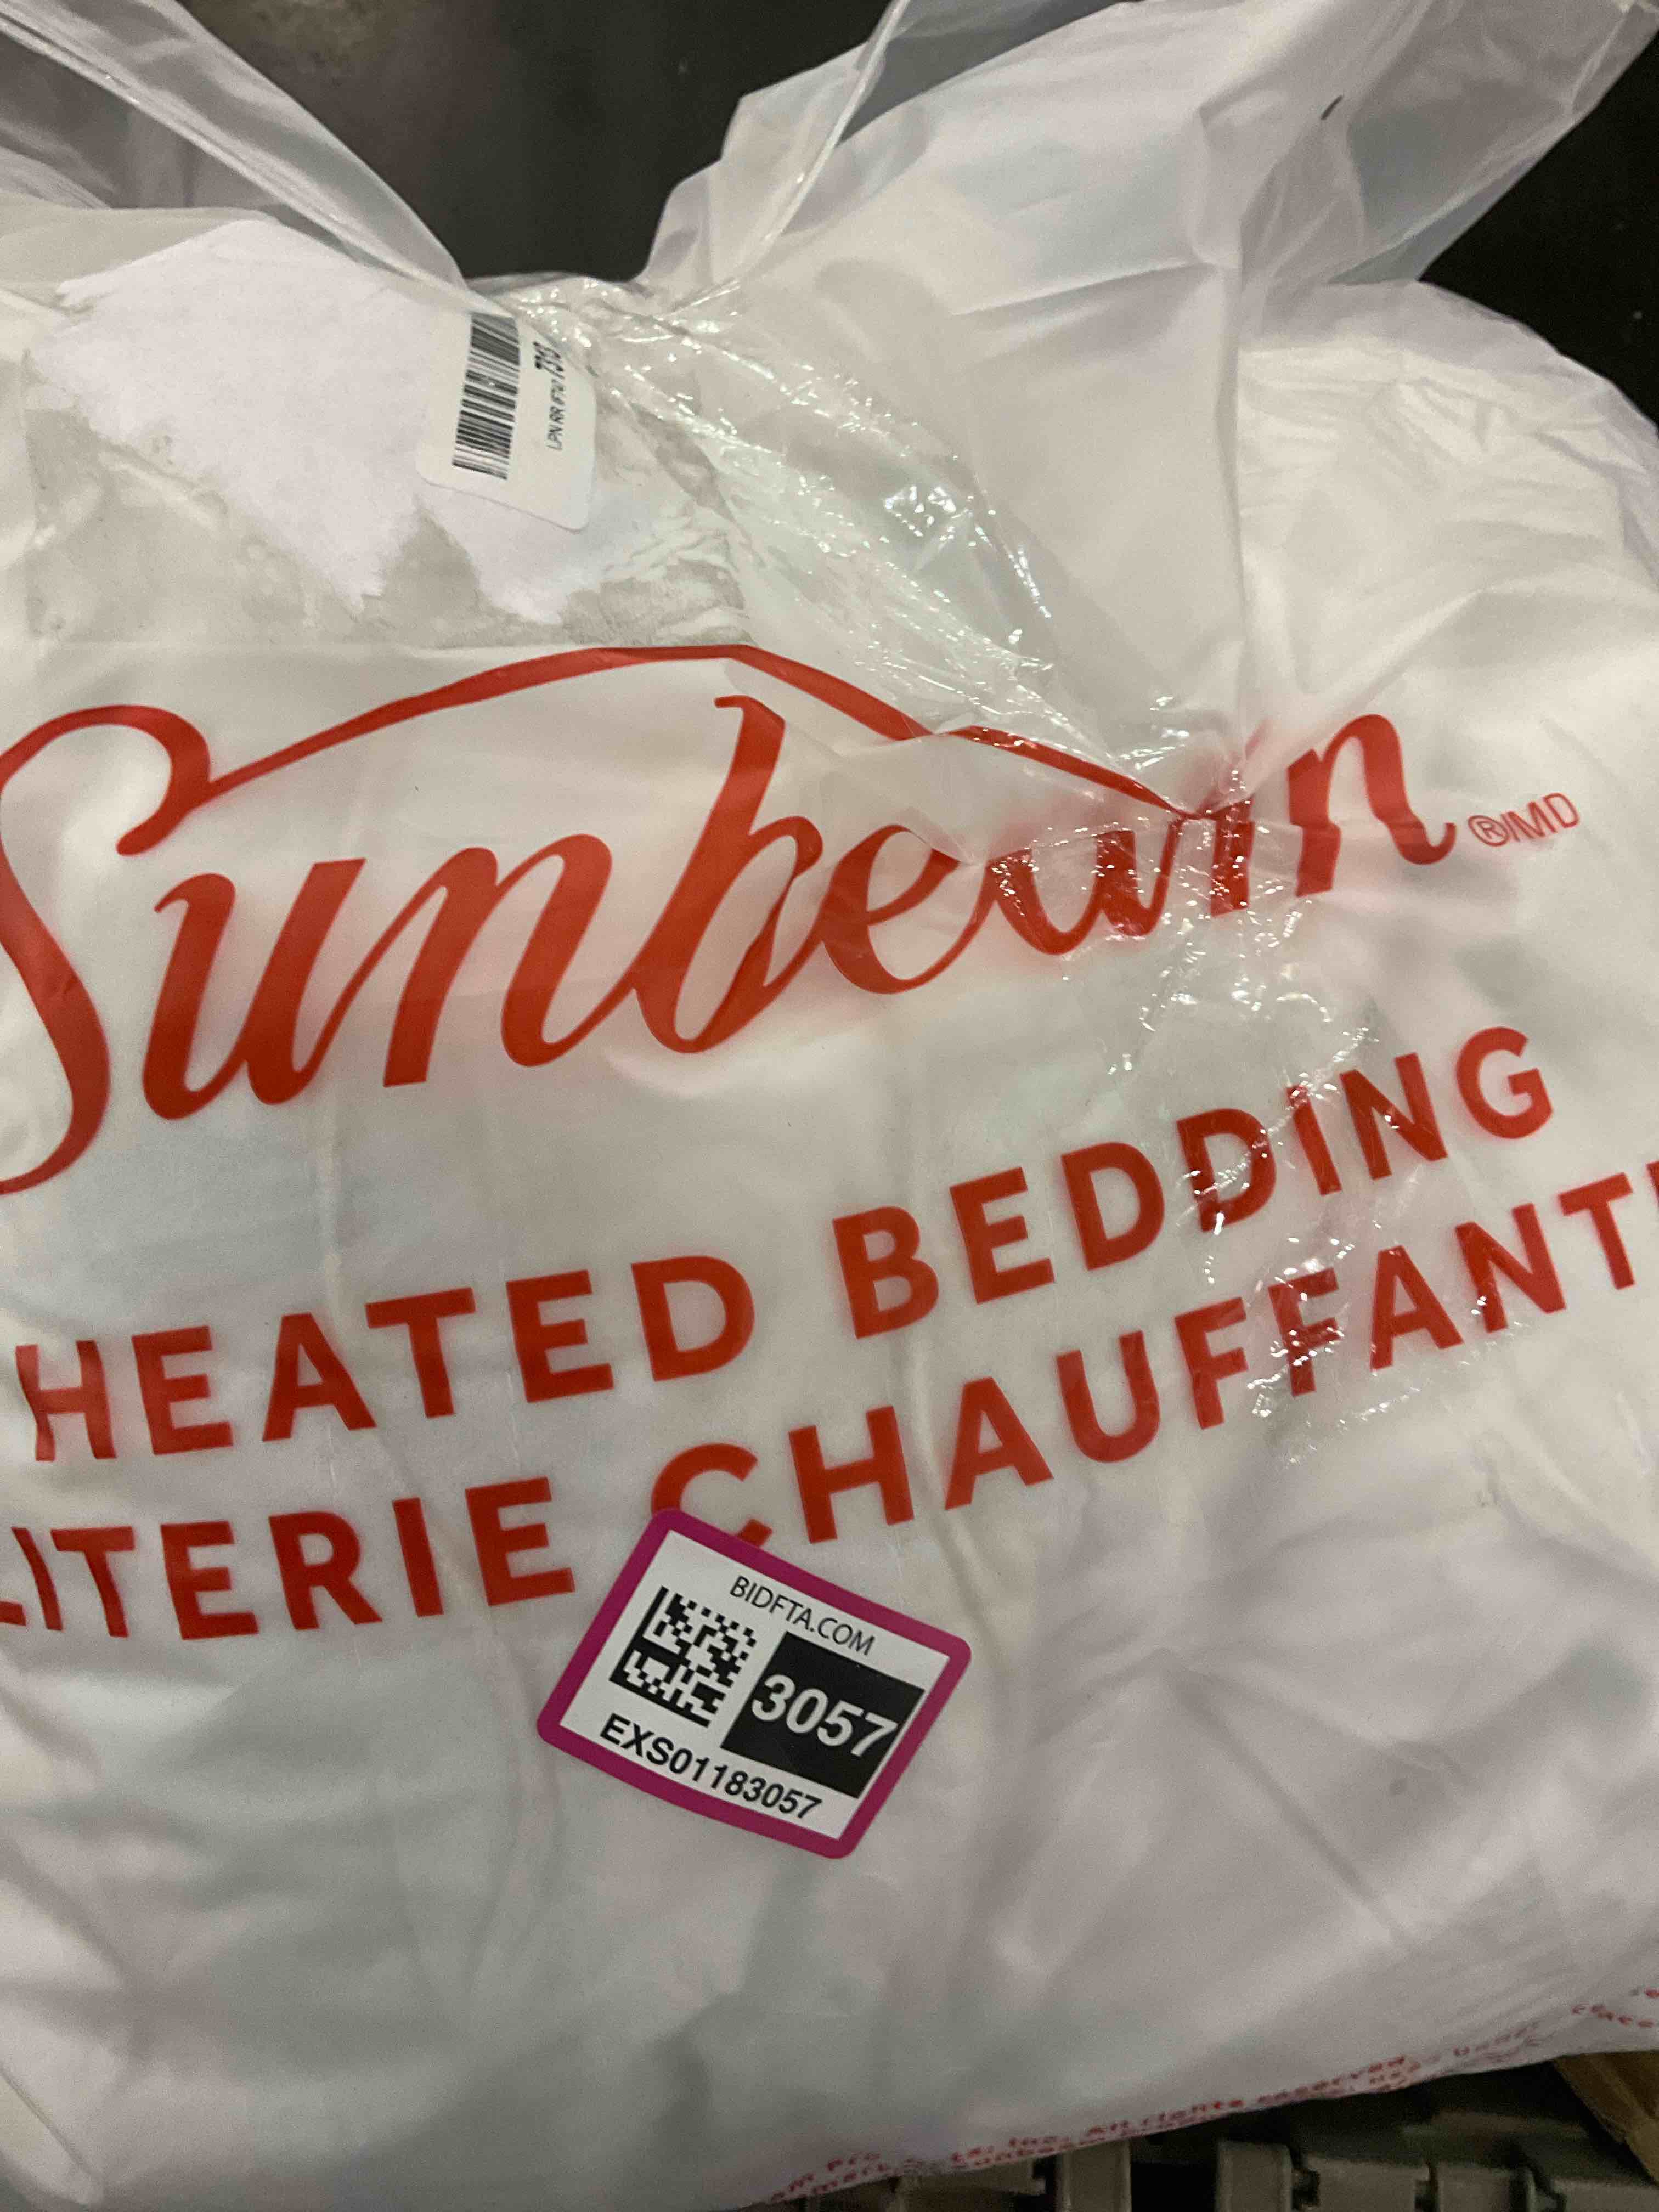 Sunbeam
®/MD
HEATED BEDDING
LITERIE CHAUFFANTE
BIDFTA.COM
3057
EXS01183057